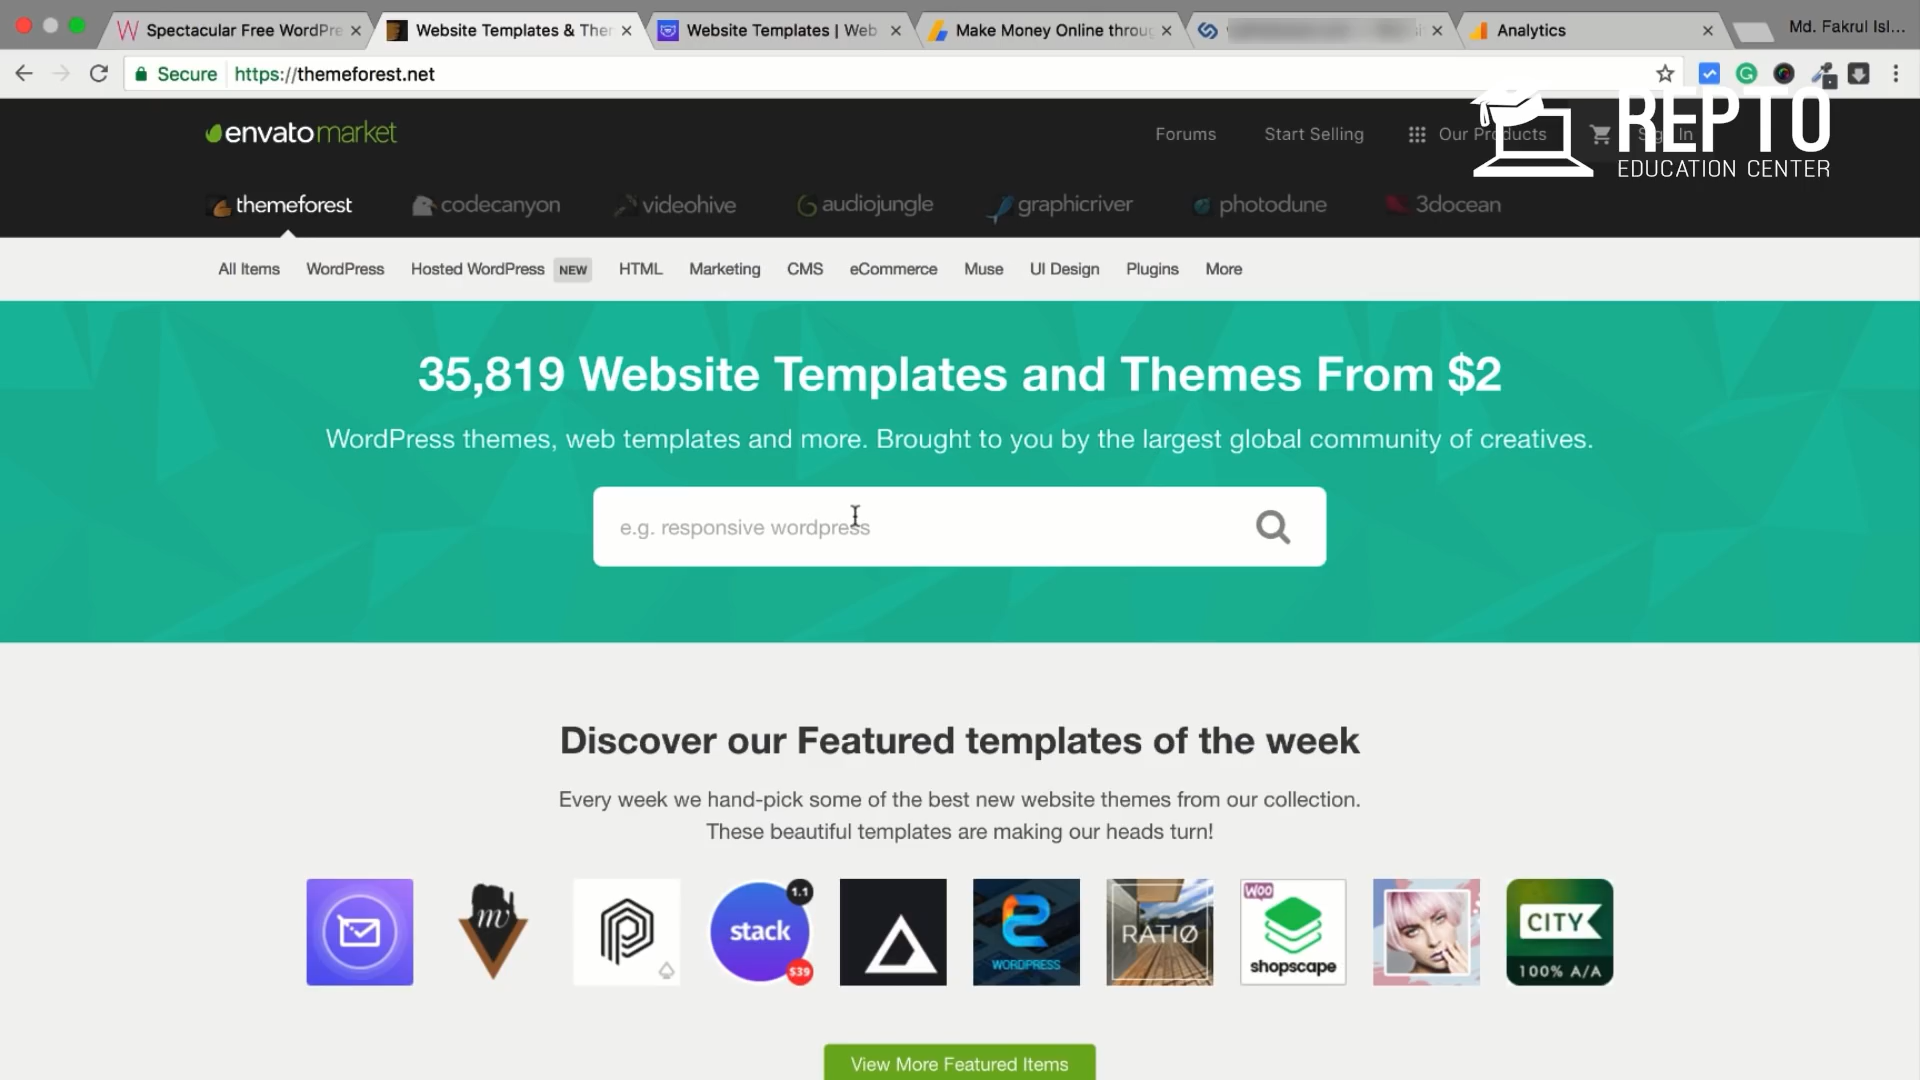 Spectacular Free WordPre
Website Templates & Ther
Website Templates | Web
Make Money Online throug
Analytics
Md. Fakrul Isl...
Secure https://themeforest.net
envatomarket
Forums
Start Selling
Our Products
Sign In
REPTO
EDUCATION CENTER
themeforest
codecanyon
videohive
audiojungle
graphicriver
photodune
3docean
All Items
WordPress
Hosted WordPress NEW
HTML
Marketing
CMS
eCommerce
Muse
UI Design
Plugins
More
35,819 Website Templates and Themes From $2
WordPress themes, web templates and more. Brought to you by the largest global community of creatives.
e.g. responsive wordpress
Discover our Featured templates of the week
Every week we hand-pick some of the best new website themes from our collection.
These beautiful templates are making our heads turn!
m
stack
1.1
$39
WORDPRESS
RATIØ
WOO
shopscape
CITY
100% A/A
View More Featured Items